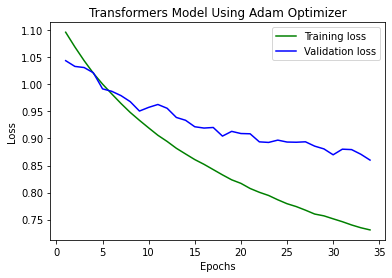 Transformers Model Using Adam Optimizer
Training loss
Validation loss
1.10
1.05
1.00
0.95
0.90
0.85
0.80
0.75
Loss
0 5 10 15 20 25 30 35
Epochs